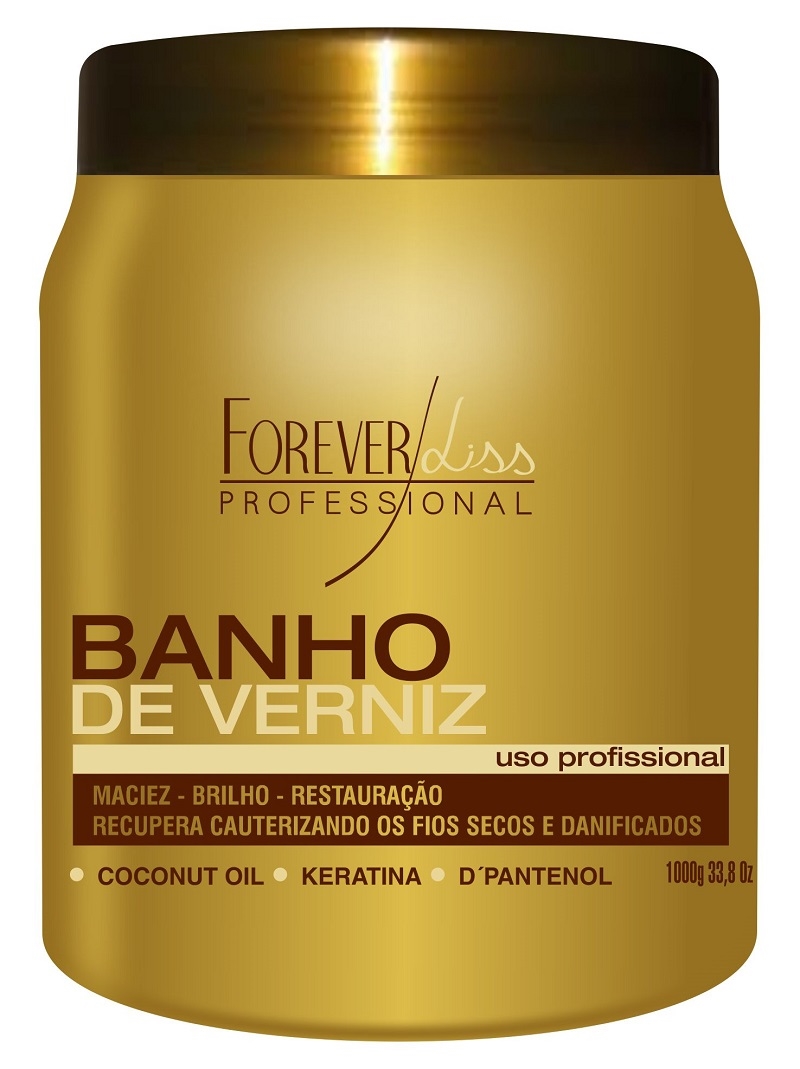 FOREVER Liss
PROFESSIONAL
BANHO
DE VERNIZ
uso profissional
MACIEZ - BRILHO - RESTAURAÇÃO
RECUPERA CAUTERIZANDO OS FIOS SECOS E DANIFICADOS
COCONUT OIL • KERATINA • D´PANTENOL 1000g 33,8 Oz